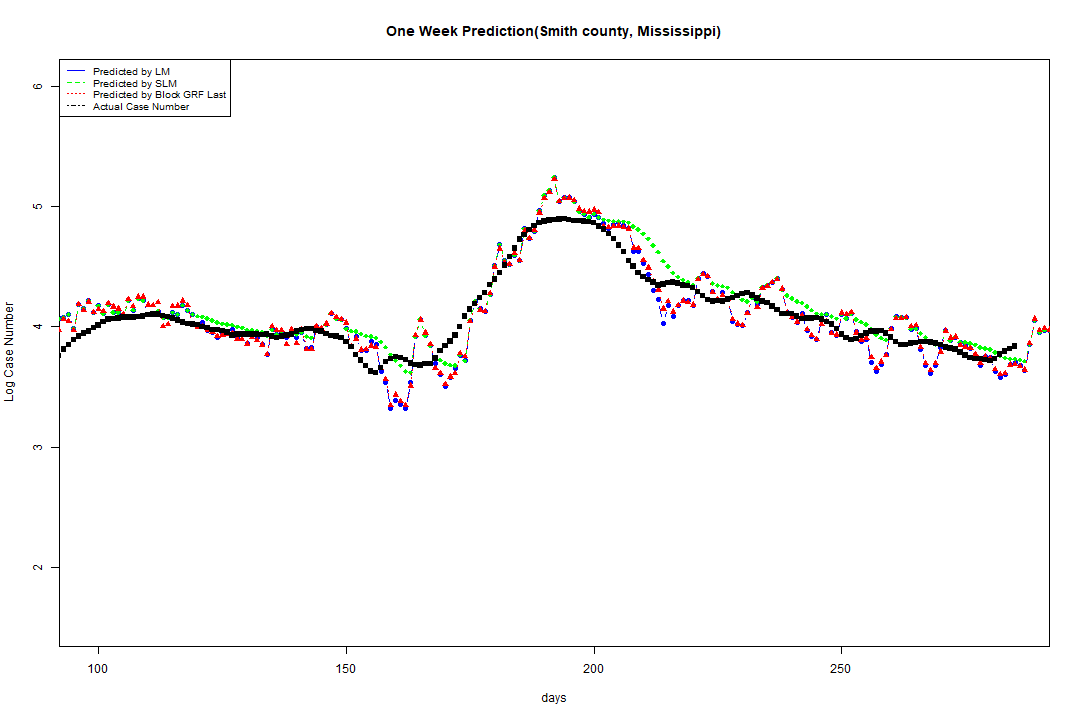 One Week Prediction(Smith county, Mississippi)
Predicted by LM
Predicted by SLM
Predicted by Block GRF Last
Actual Case Number
6
5
4
3
2
Log Case Number
100
150
200
250
days